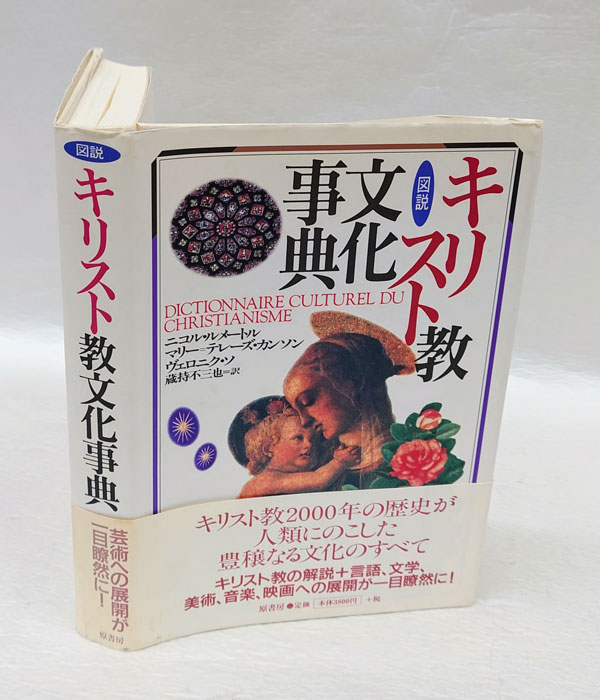 図説
キリスト教文化事典
芸術への展開が
一目瞭然に!
原書房
図説
キリスト教
文化
事典
DICTIONNAIRE CULTUREL DU
CHRISTIANISME
ニコル・ルメートル
マリー=テレーズ・カンソン
ヴェロニク・ソ
蔵持不三也=訳
キリスト教2000年の歴史が
人類にのこした
豊穣なる文化のすべて
キリスト教の解説+言語、文学、
美術、音楽、映画への展開が一目瞭然に!
原書房●定価 本体3800円 +税